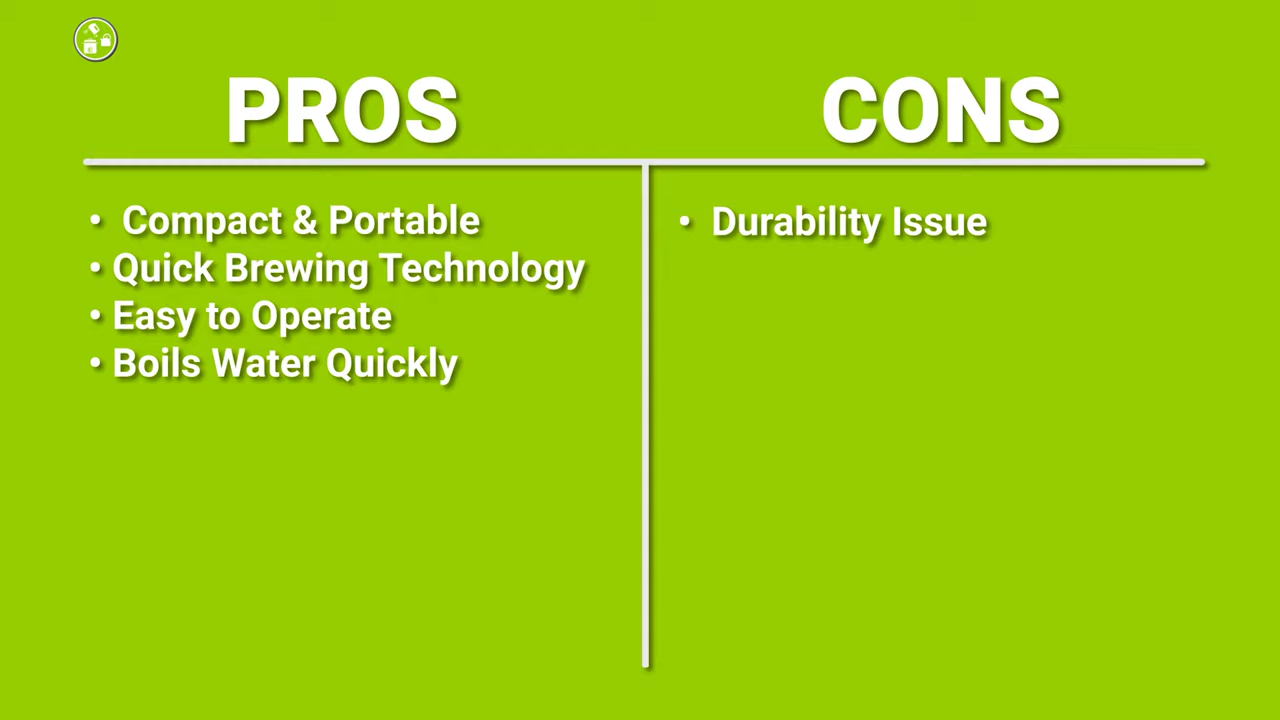 PROS
CONS
• Compact & Portable
• Quick Brewing Technology
• Easy to Operate
• Boils Water Quickly
• Durability Issue